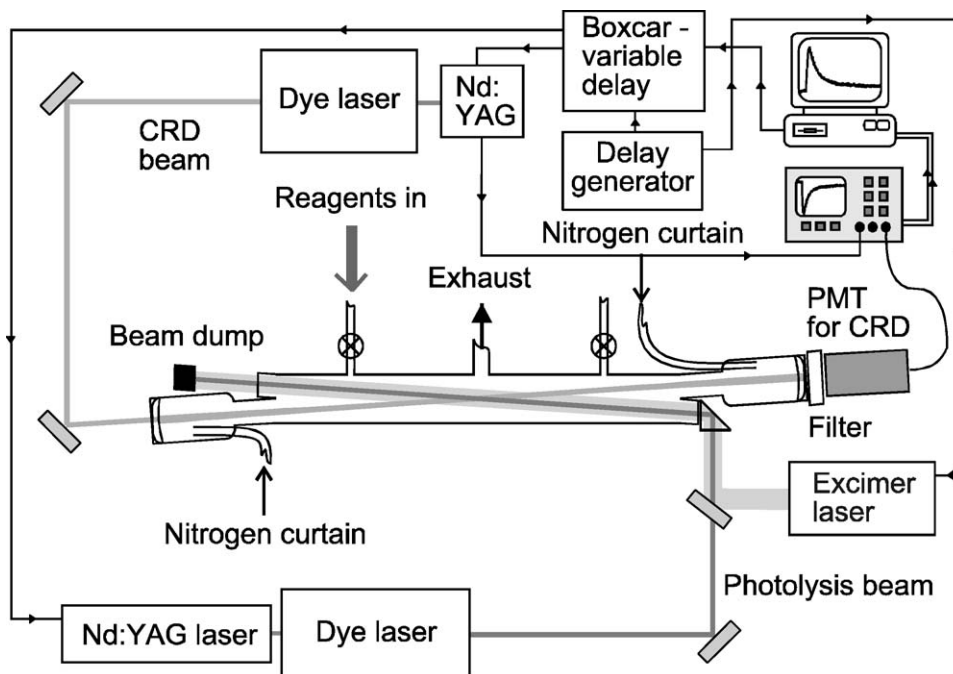 Boxcar -
variable
delay
Nd:
YAG
Dye laser
CRD
beam
Delay
generator
Reagents in
Nitrogen curtain
Exhaust
PMT
for CRD
Beam dump
Filter
Excimer
laser
Nitrogen curtain
Photolysis beam
Nd:YAG laser
Dye laser